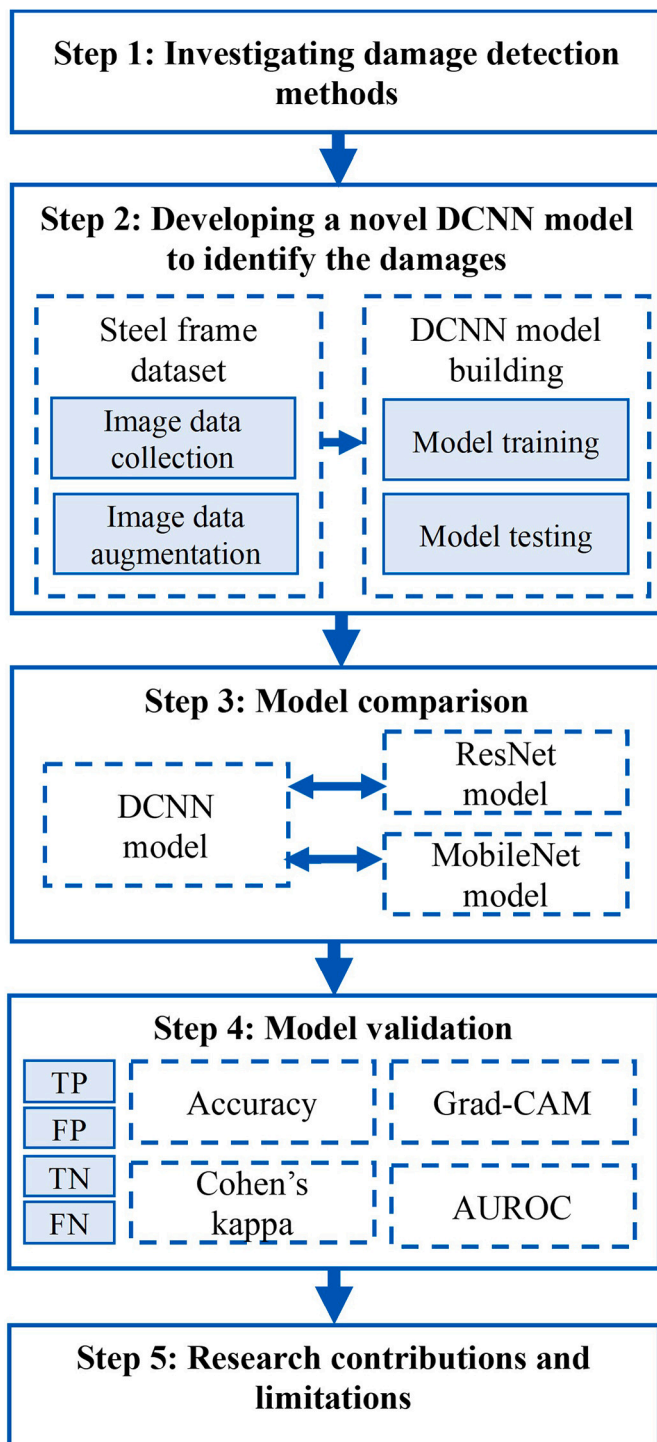 Step 1: Investigating damage detection
methods
Step 2: Developing a novel DCNN model
to identify the damages
Steel frame
dataset
Image data
collection
Image data
augmentation
DCNN model
building
Model training
Model testing
Step 3: Model comparison
DCNN
model
ResNet
model
MobileNet
model
Step 4: Model validation
TP
FP
TN
FN
Accuracy
Grad-CAM
Cohen’s
kappa
AUROC
Step 5: Research contributions and
limitations